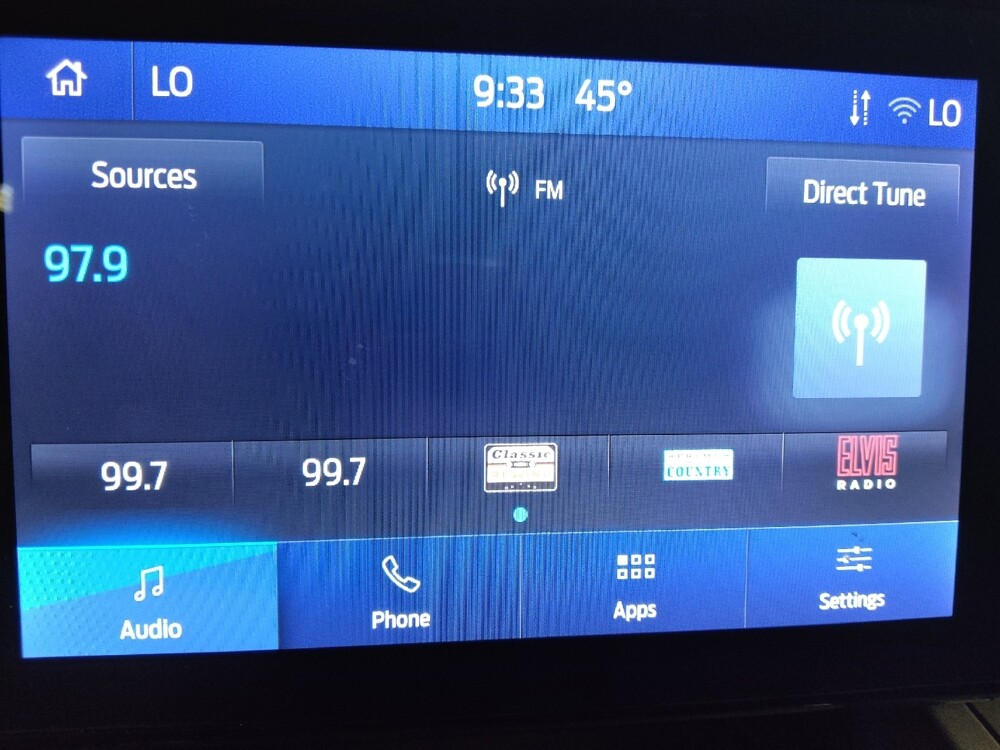 LO
9:33 45° LO
Sources
FM
Direct Tune
97.9
99.7
99.7
Classic
COUNTRY
ELVIS
RADIO
Audio
Phone
Apps
Settings